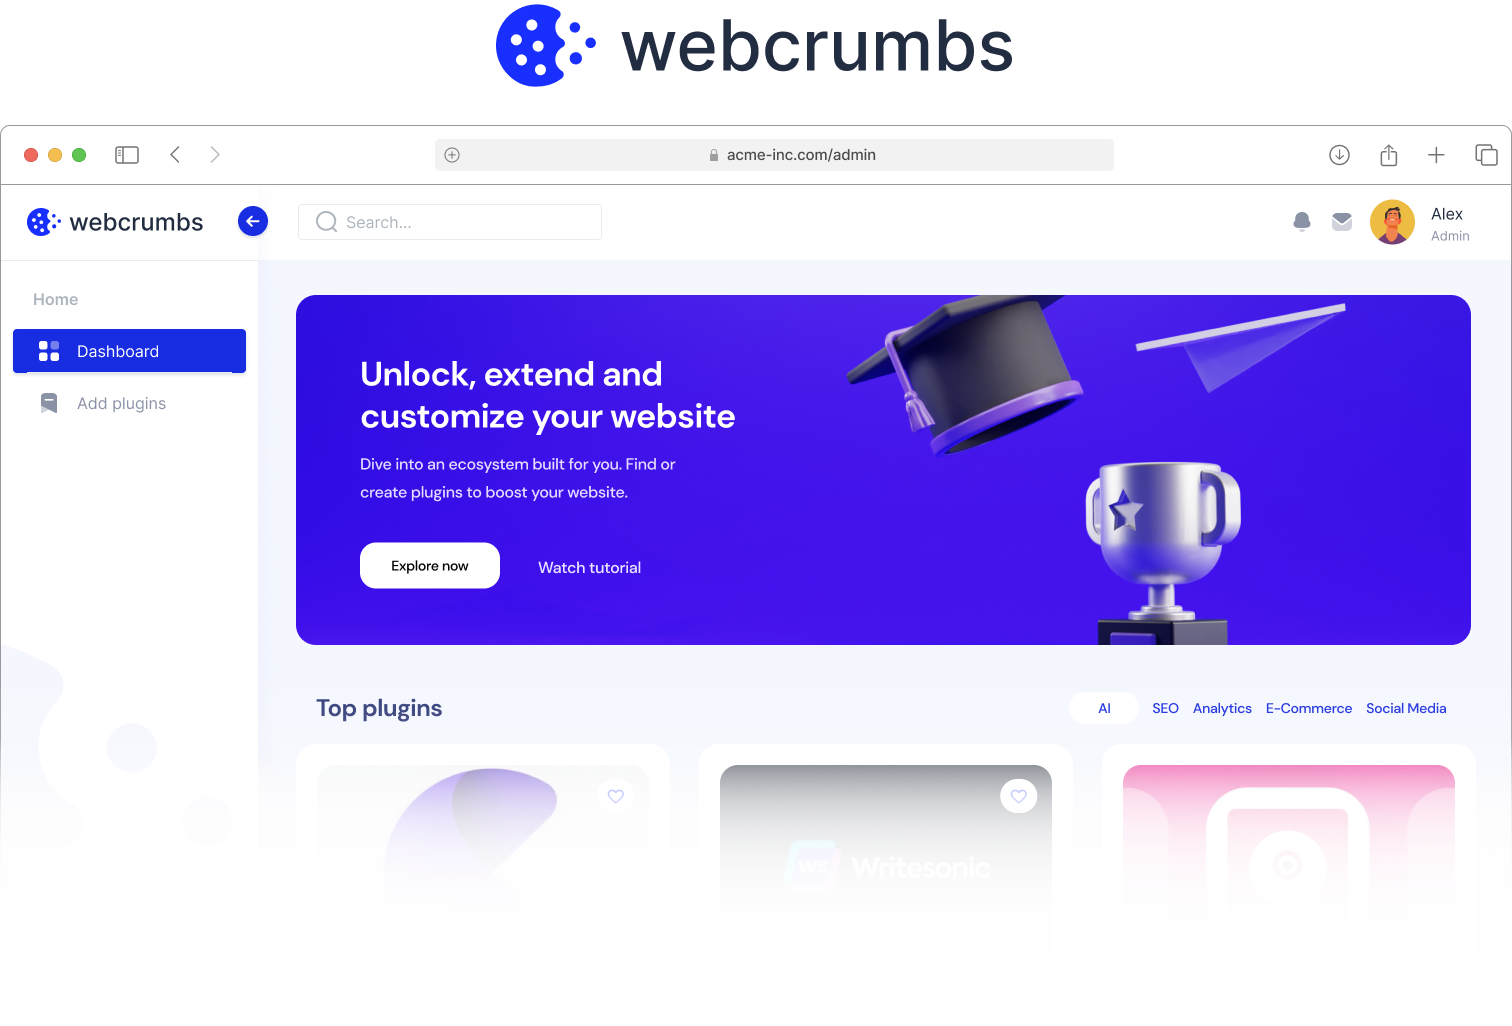 webcrumbs
acme-inc.com/admin
webcrumbs
Search...
Alex
Admin
Home
Dashboard
Add plugins
Unlock, extend and
customize your website
Dive into an ecosystem built for you. Find or
create plugins to boost your website.
Explore now
Watch tutorial
Top plugins
AI
SEO
Analytics
E-Commerce
Social Media
WS
Writesonic